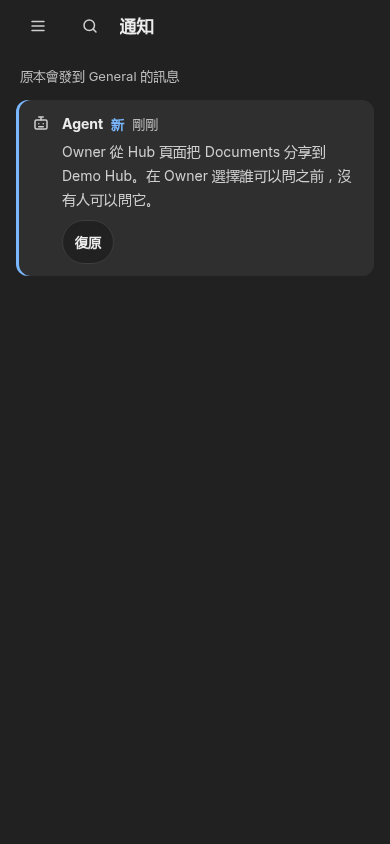 通知
原本會發到 General 的訊息
Agent 新 剛剛
Owner 從 Hub 頁面把 Documents 分享到
Demo Hub。在 Owner 選擇誰可以問之前，沒
有人可以問它。
復原